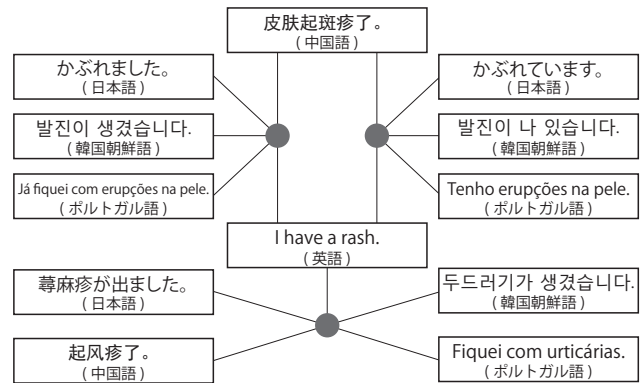 皮肤起斑疹了。
(中国語)
かぶれました。
(日本語)
かぶれています。
(日本語)
발진이 생겼습니다.
(韓国朝鮮語)
발진이 나 있습니다.
(韓国朝鮮語)
Já fiquei com erupções na pele.
(ポルトガル語)
Tenho erupções na pele.
(ポルトガル語)
I have a rash.
(英語)
蕁麻疹が出ました。
(日本語)
두드러기가 생겼습니다.
(韓国朝鮮語)
起风疹了。
(中国語)
Fiquei com urticárias.
(ポルトガル語)